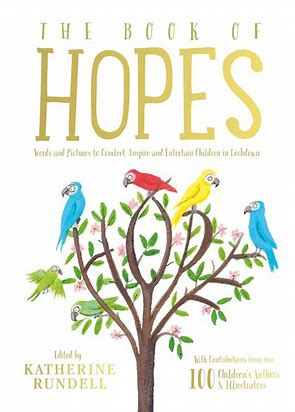 THE BOOK OF
HOPES
Words and Pictures to Comfort, Inspire and Entertain Children in Lockdown
Edited by
KATHERINE
RUNDELL
With Contributions from over
100 Children's Authors
& Illustrators